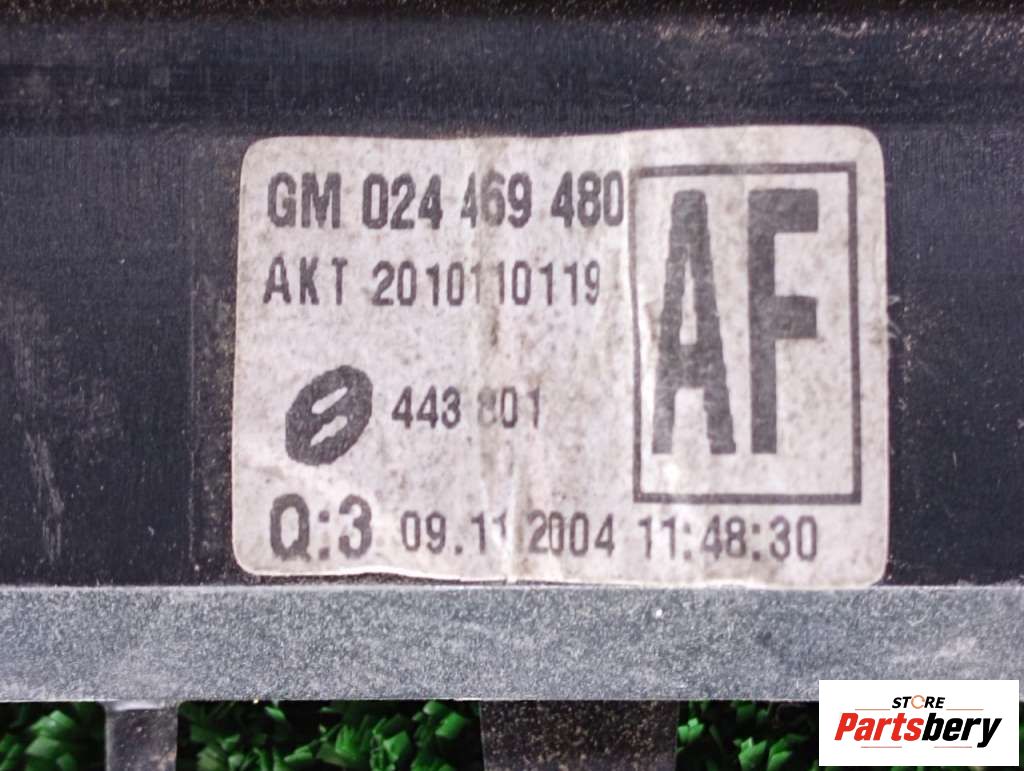 GM 024 469 480
AF
AKT 2010110119
443 801
Q:3 09.11 2004 11:48:30
STORE
Partsbery